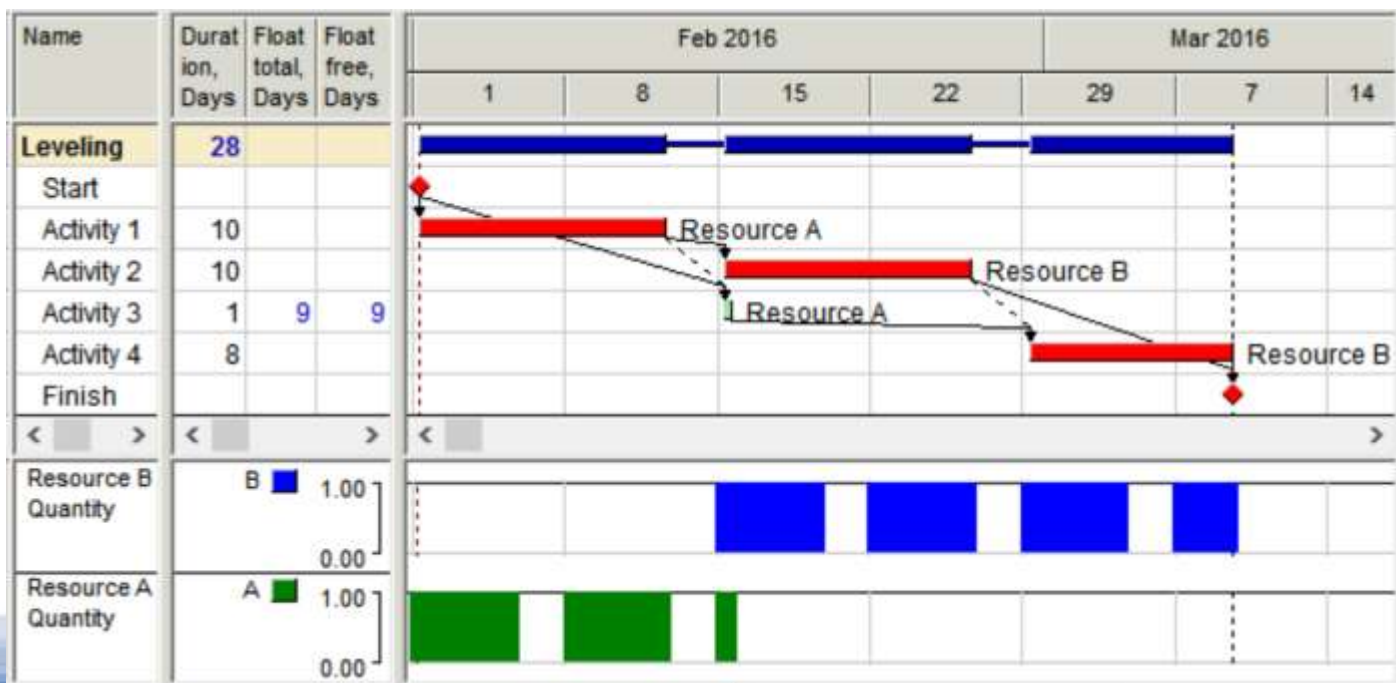 Name
Durat
ion,
Days
Float
total,
Days
Float
free,
Days
Feb 2016
Mar 2016
1 8 15 22 29 7 14
Leveling 28
Start
Activity 1 10 Resource A
Activity 2 10 Resource B
Activity 3 1 9 9 Resource A
Activity 4 8 Resource B
Finish
Resource B
Quantity
B
1.00
0.00
Resource A
Quantity
A
1.00
0.00